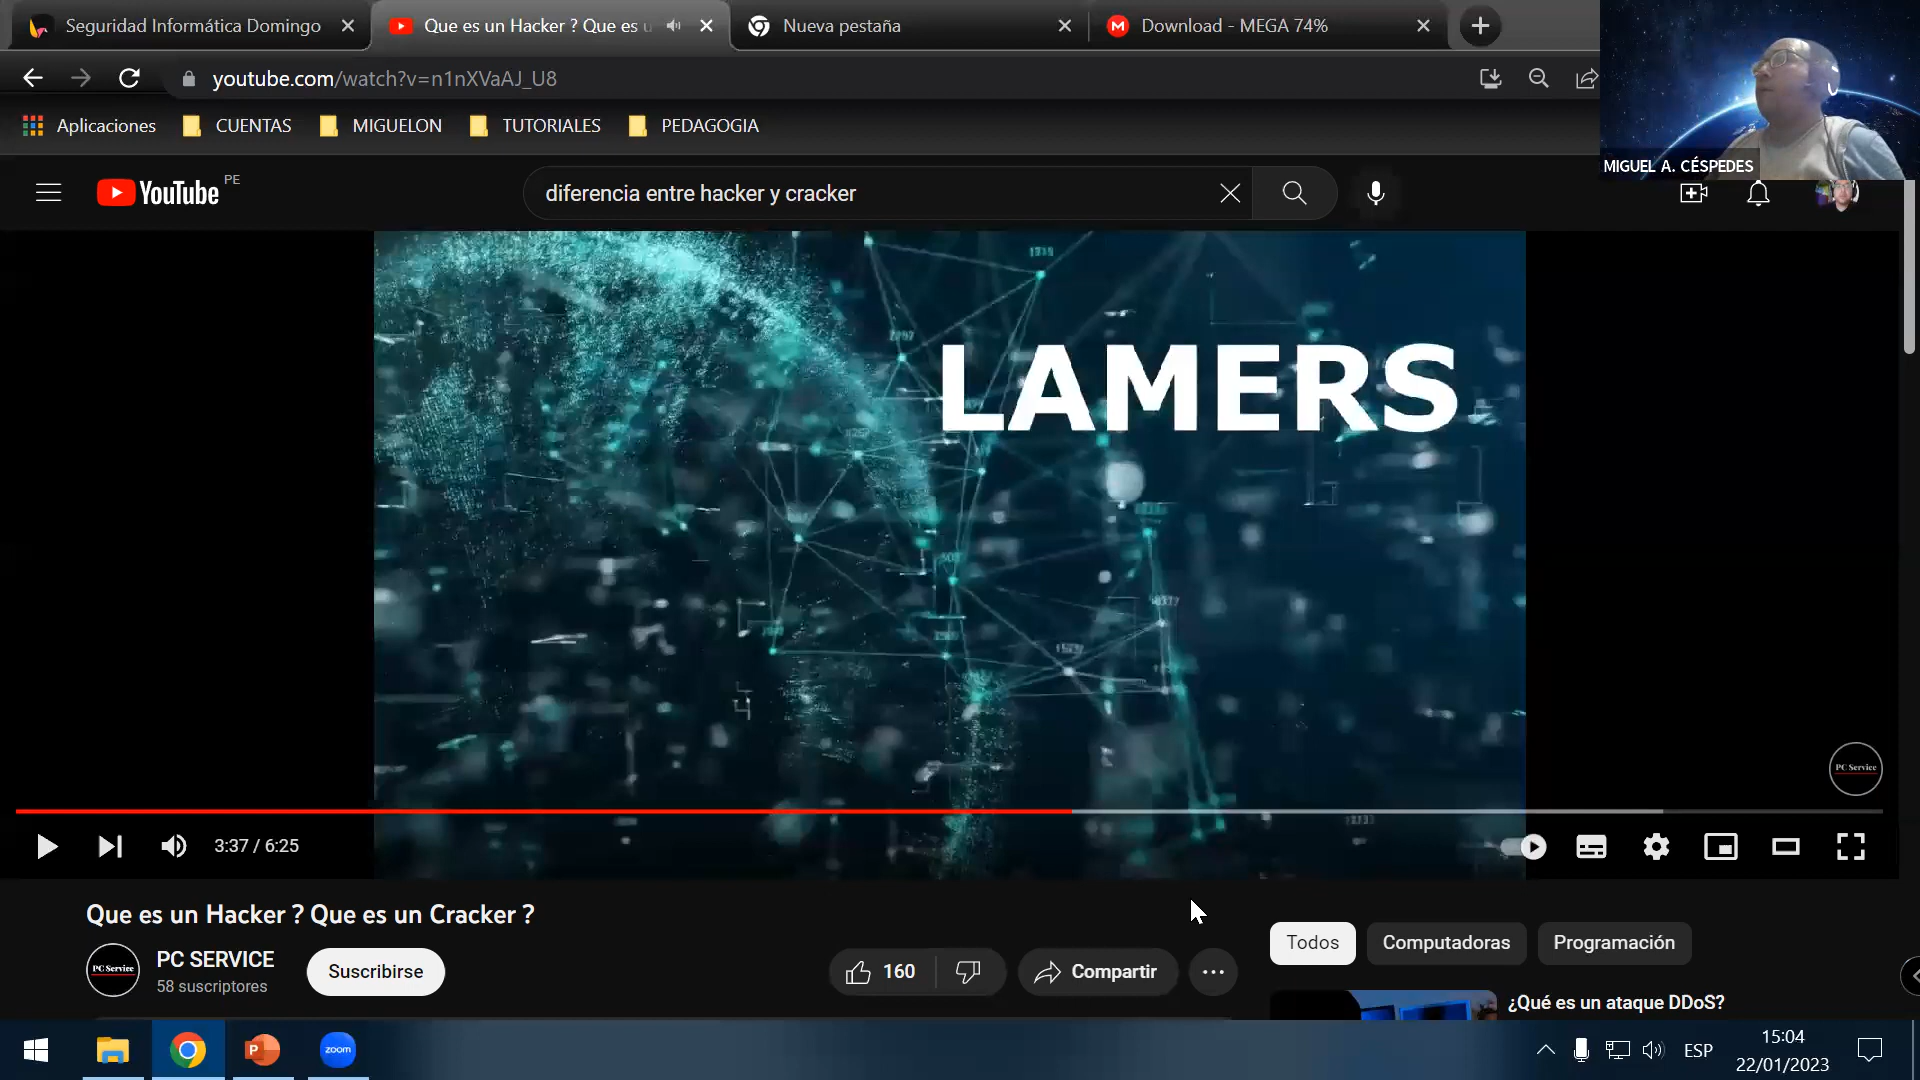 Seguridad Informática Domingo
Que es un Hacker ? Que es u
Nueva pestaña
Download - MEGA 74%
youtube.com/watch?v=n1nXVaAJ_U8
Aplicaciones
CUENTAS
MIGUELON
TUTORIALES
PEDAGOGIA
MIGUEL A. CÉSPEDES
YouTube PE
diferencia entre hacker y cracker
LAMERS
PC Service
3:37 / 6:25
Que es un Hacker ? Que es un Cracker ?
PC Service
PC SERVICE
58 suscriptores
Suscribirse
160
Compartir
Todos
Computadoras
Programación
¿Qué es un ataque DDoS?
P
zoom
ESP
15:04
22/01/2023